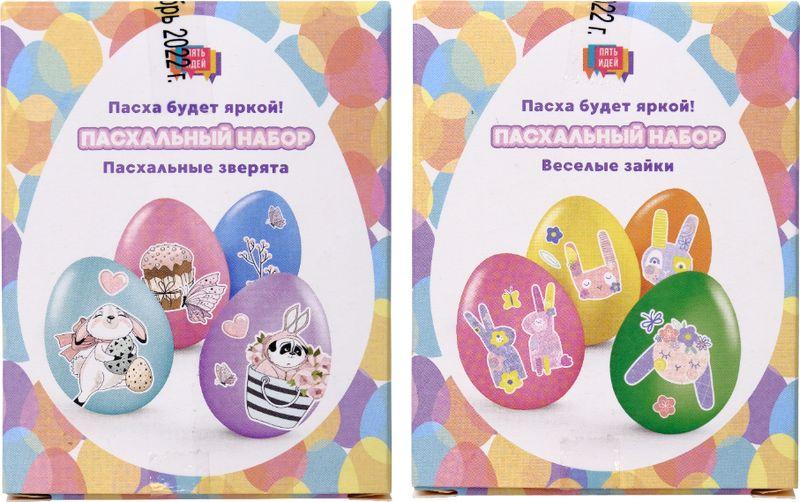 брь 2022 г.
ПЯТЬ
ИДЕЙ
Пасха будет яркой!
ПАСХАЛЬНЫЙ НАБОР
Пасхальные зверята
22 г.
ПЯТЬ
ИДЕЙ
Пасха будет яркой!
ПАСХАЛЬНЫЙ НАБОР
Веселые зайки